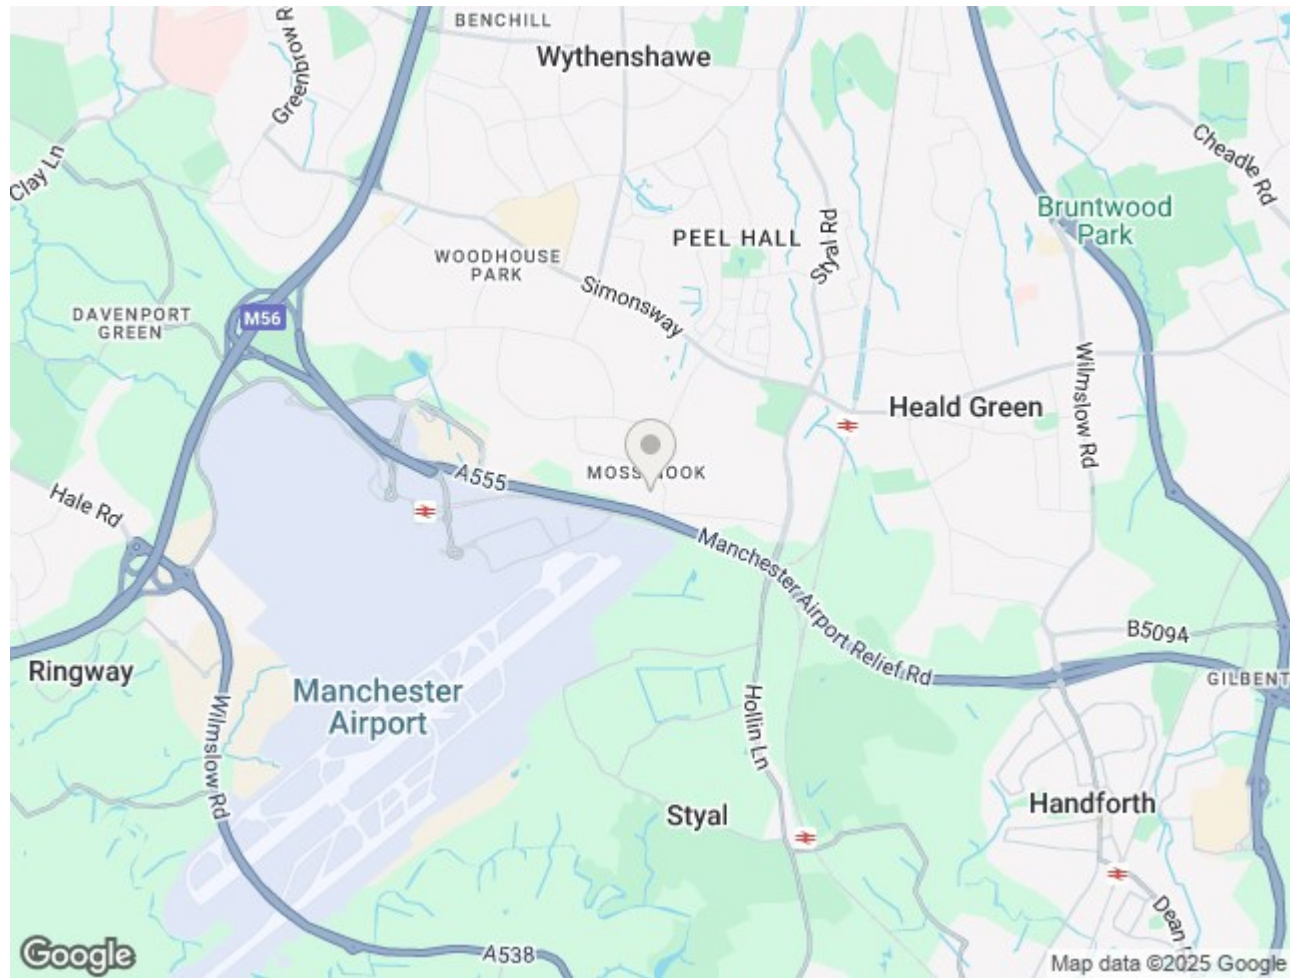 BENCHILL
Wythenshawe
Greenbrow R
Clay Ln
Cheadle Rd
Bruntwood
Park
PEEL HALL
Styal Rd
WOODHOUSE
PARK
Simonsway
DAVENPORT
GREEN
M56
Wilmslow Rd
Heald Green
A555
Hale Rd
Manchester Airport Relief Rd
B5094
Ringway
GILBENT
Manchester
Airport
Wilmslow Rd
Hollin Ln
Styal
Handforth
Dean
A538
Google
Map data ©2025 Google